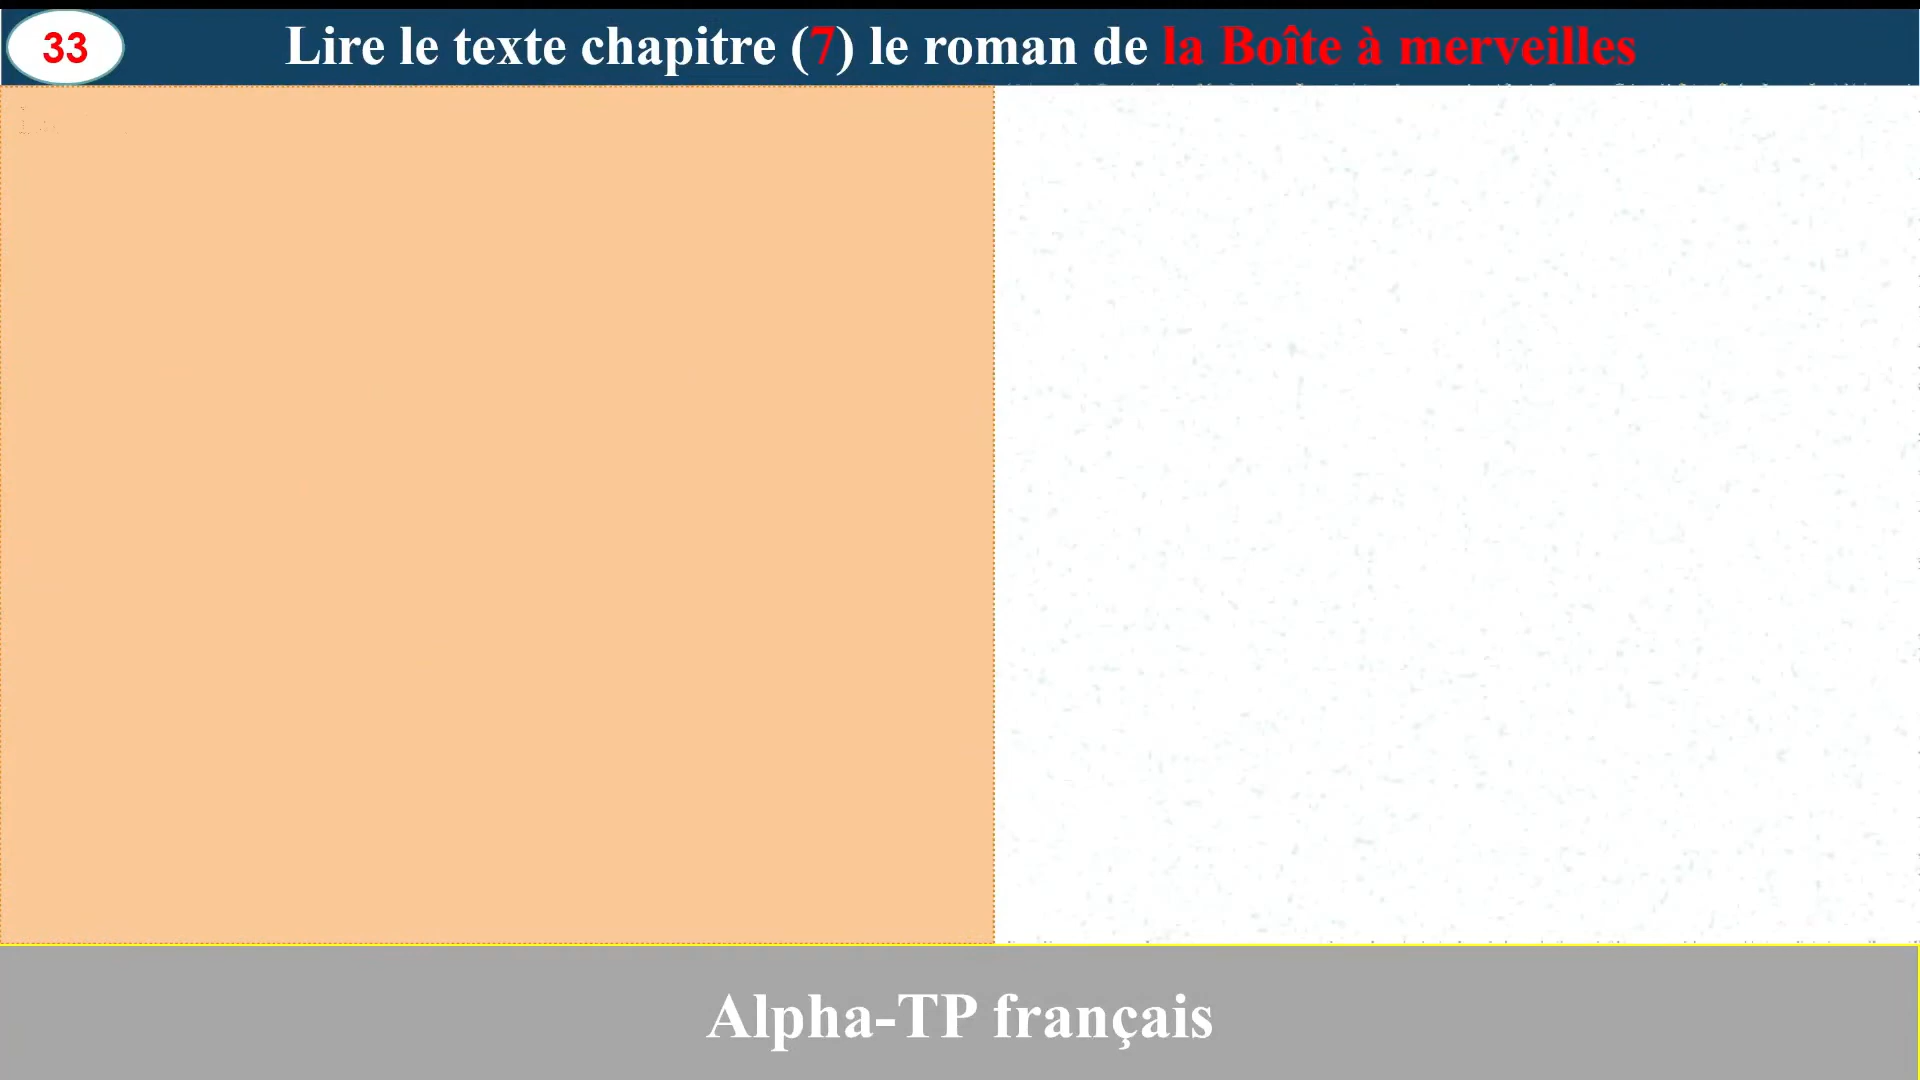 33
Lire le texte chapitre (7) le roman de la Boîte à merveilles
Alpha-TP français